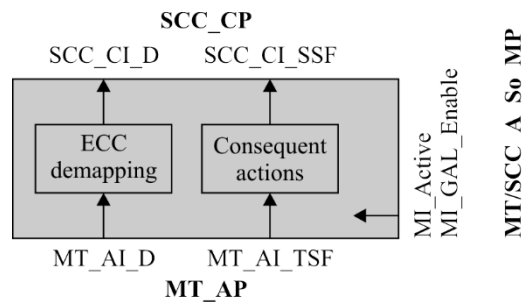 SCC_CP
SCC_CI_D SCC_CI_SSF
ECC
demapping
Consequent
actions
MT_AI_D MT_AI_TSF
MT_AP
MI_Active
MI_GAL_Enable
MT/SCC_A_So_MP